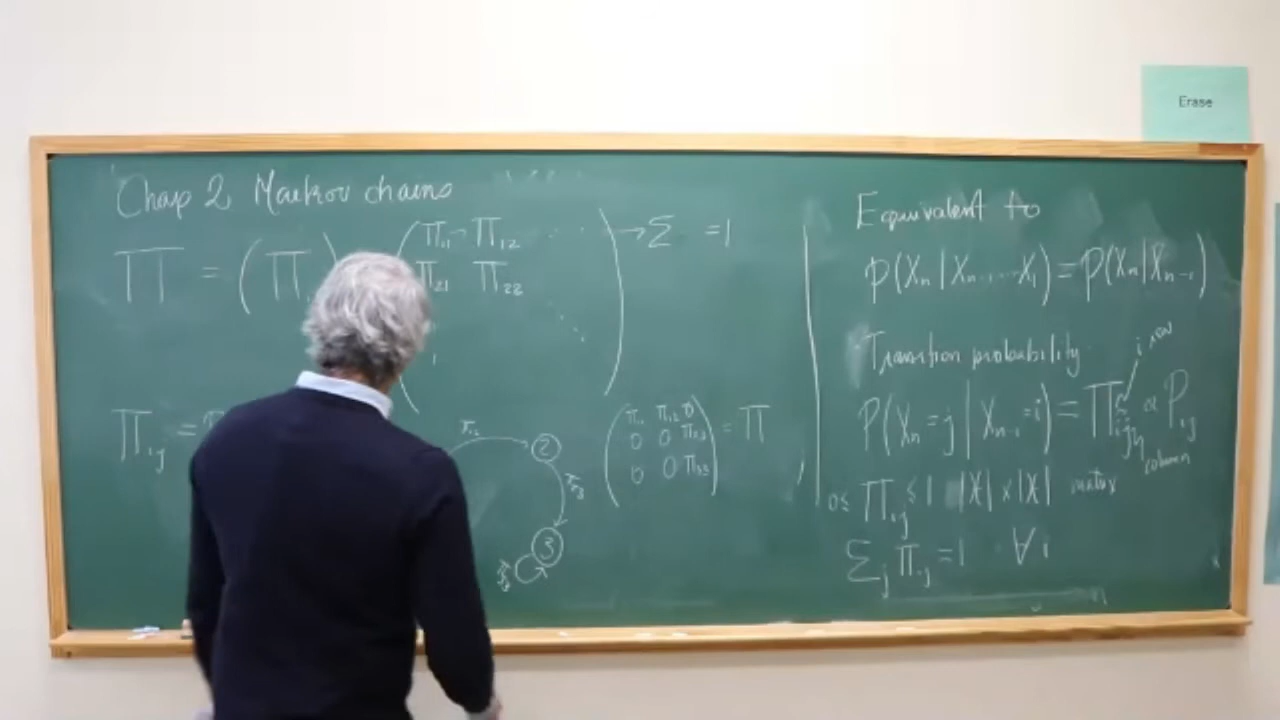 Erase
Chap 2 Markov chains
Π = (Π
Π₁₁ Π₁₂ ...
→ Σ = 1
Π₂₁ Π₂₂
Πᵢⱼ =
π₁₂
2
π₂₃
3
Π₁₁ Π₁₂ 0
0 0 Π₂₃
0 0 Π₃₃
= Π
Equivalent to
p(Xₙ | Xₙ₋₁ ... X₁) = p(Xₙ | Xₙ₋₁)
Transition probability
i row
P(Xₙ = j | Xₙ₋₁ = i) = Πᵢⱼ
Pᵢⱼ
column
0 ≤ Πᵢⱼ ≤ 1 |X| × |X| matrix
Σⱼ Πᵢⱼ = 1 ∀ i